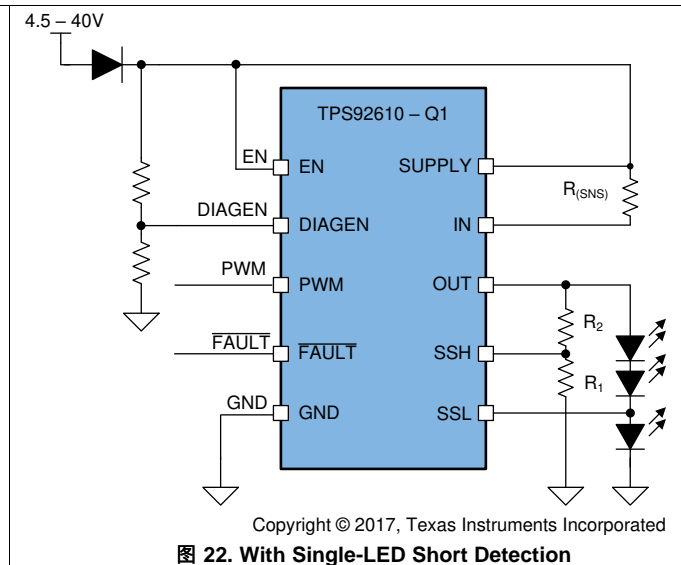 4.5 – 40V
TPS92610 – Q1
EN
EN
SUPPLY
R(SNS)
DIAGEN
DIAGEN
IN
PWM
PWM
OUT
R2
FAULT
FAULT
SSH
R1
GND
GND
SSL
Copyright © 2017, Texas Instruments Incorporated
图 22. With Single-LED Short Detection